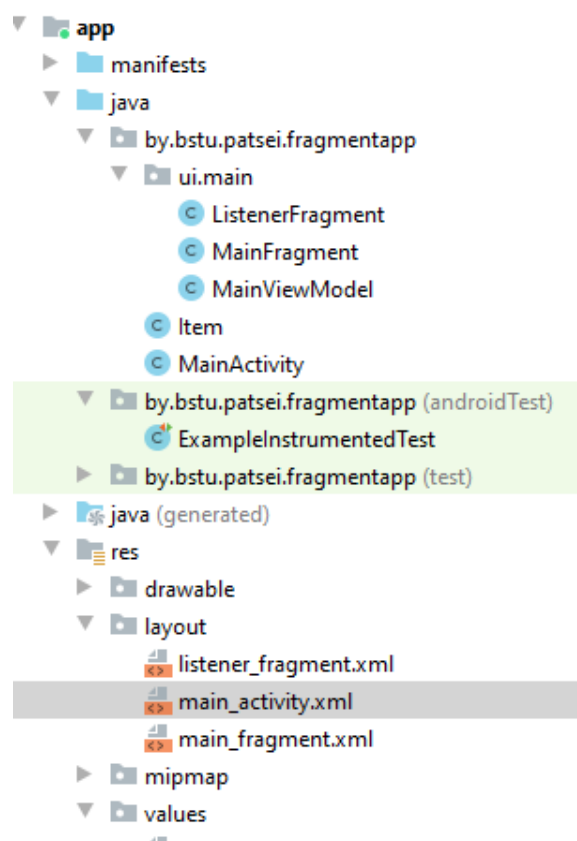 app
manifests
java
by.bstu.patsei.fragmentapp
ui.main
C ListenerFragment
C MainFragment
C MainViewModel
C Item
C MainActivity
by.bstu.patsei.fragmentapp (androidTest)
C ExampleInstrumentedTest
by.bstu.patsei.fragmentapp (test)
java (generated)
res
drawable
layout
<> listener_fragment.xml
<> main_activity.xml
<> main_fragment.xml
mipmap
values